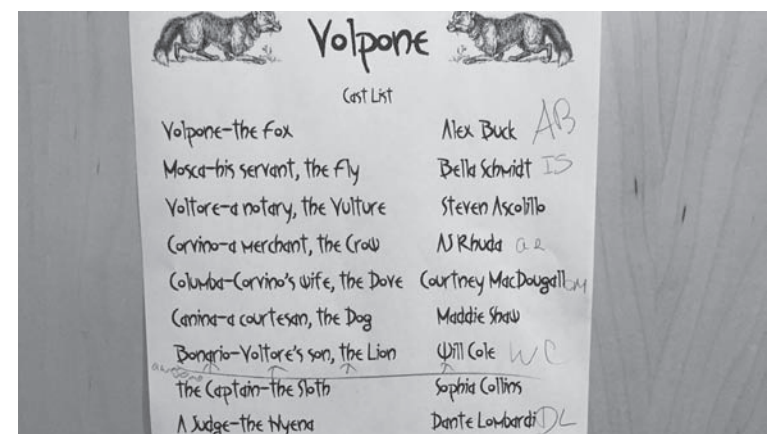 Volpone
Cast List
Volpone-the Fox Alex Buck AB
Mosca-his servant, the Fly Bella Schmidt IS
Voltore-a notary, the Vulture Steven Ascolillo
Corvino-a Merchant, the Crow AJ Rhuda a R
Columba-Corvino's wife, the Dove Courtney MacDougall CM
Canina-a courtesan, the Dog Maddie Shaw
Bonario-Voltore's son, the Lion Will Cole WC
awesome
the Captain-the Sloth Sophia Collins
A Judge-the Hyena Dante Lombardi DL